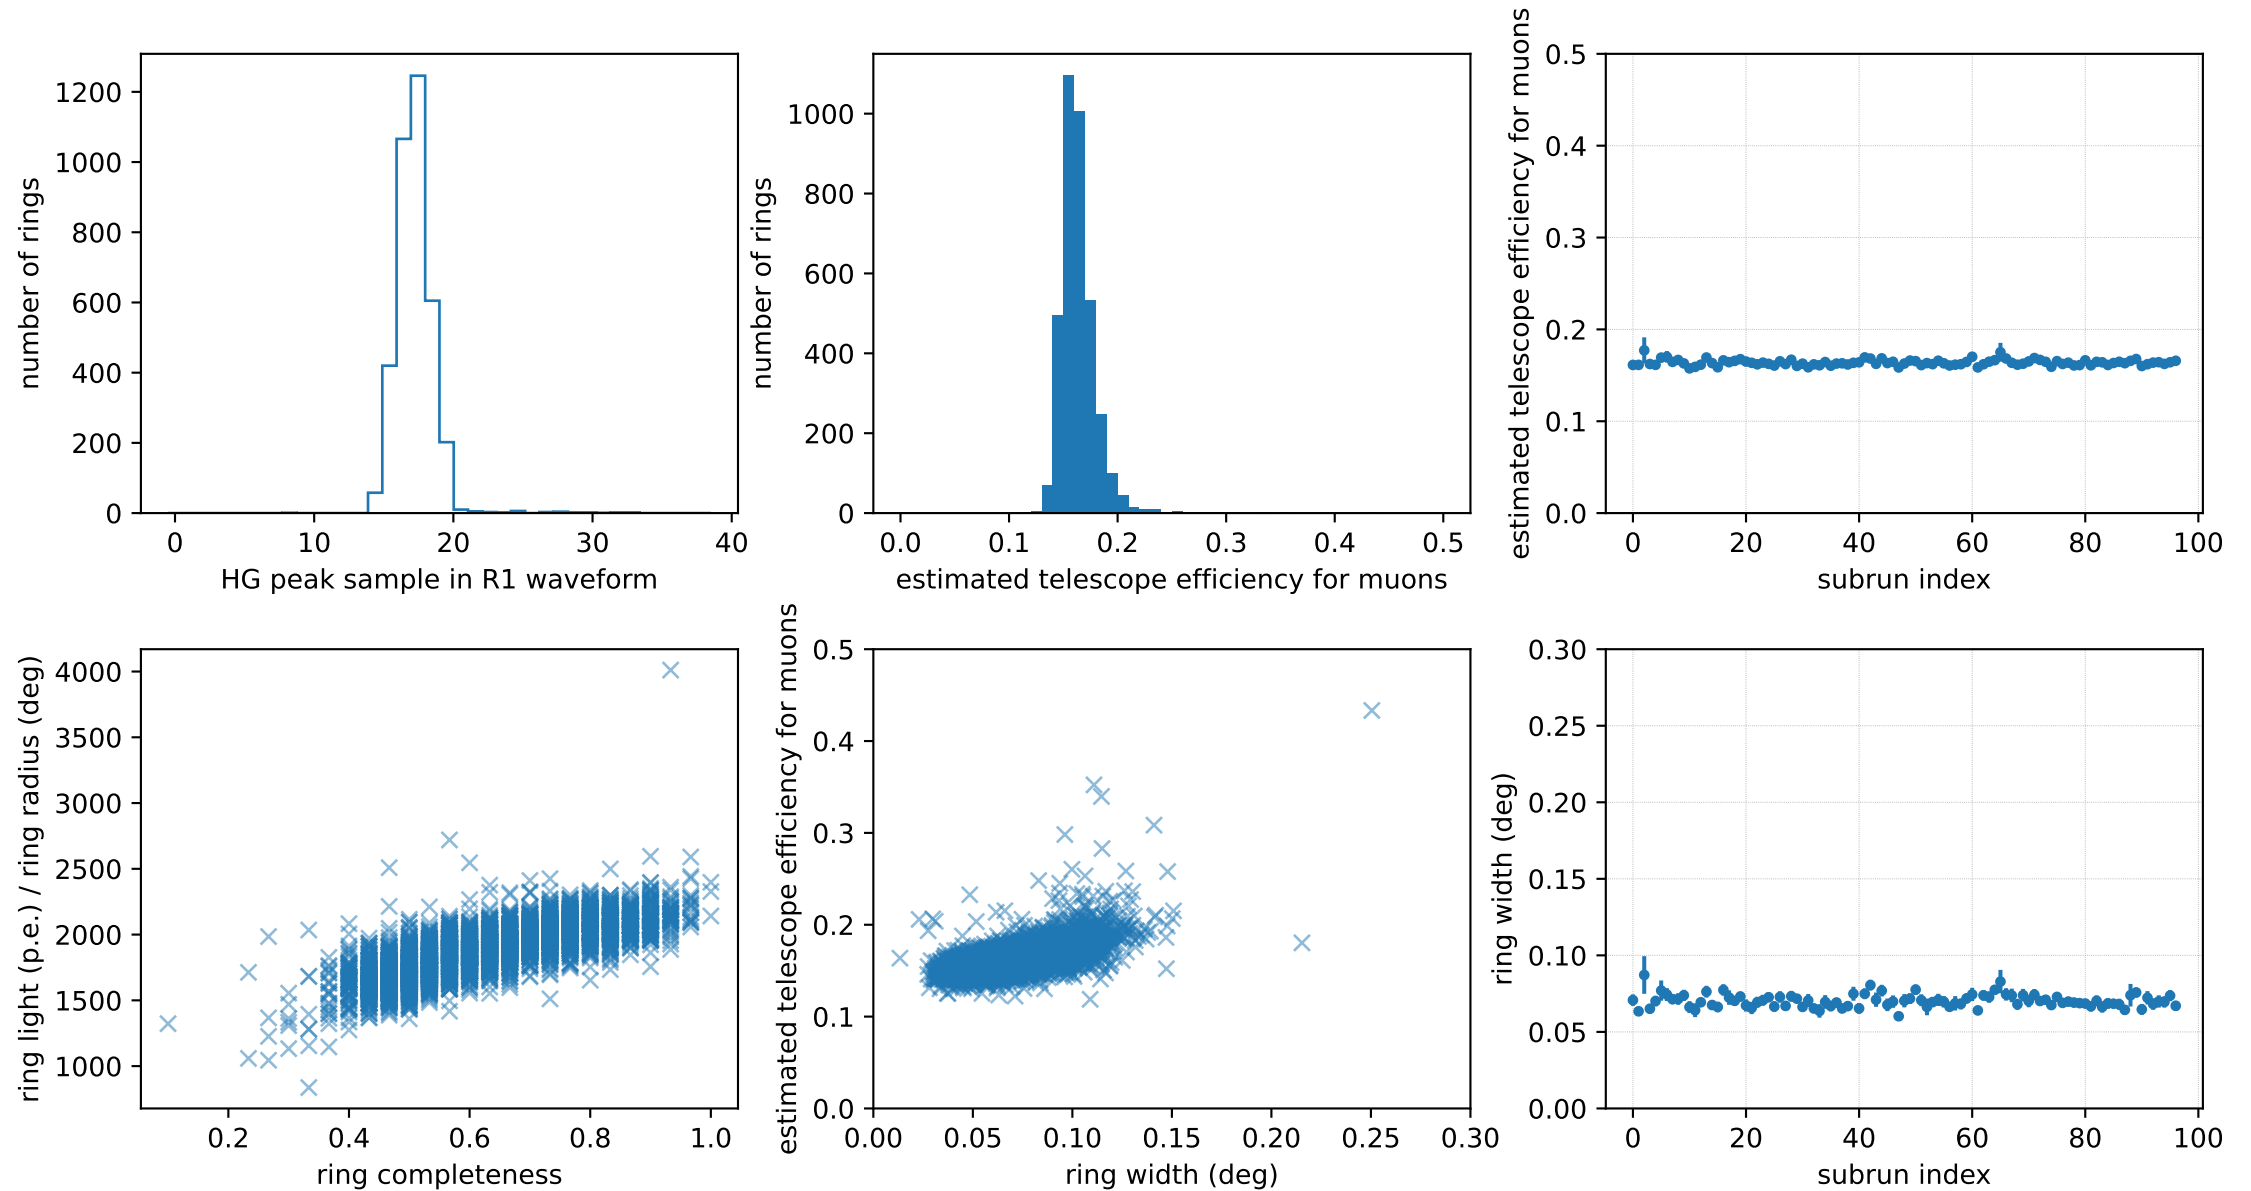 number of rings
1200
1000
800
600
400
200
0
0 10 20 30 40
HG peak sample in R1 waveform
number of rings
1000
800
600
400
200
0
0.0 0.1 0.2 0.3 0.4 0.5
estimated telescope efficiency for muons
estimated telescope efficiency for muons
0.5
0.4
0.3
0.2
0.1
0.0
0 20 40 60 80 100
subrun index
ring light (p.e.) / ring radius (deg)
4000
3500
3000
2500
2000
1500
1000
0.2 0.4 0.6 0.8 1.0
ring completeness
estimated telescope efficiency for muons
0.5
0.4
0.3
0.2
0.1
0.0
0.00 0.05 0.10 0.15 0.20 0.25 0.30
ring width (deg)
ring width (deg)
0.30
0.25
0.20
0.15
0.10
0.05
0.00
0 20 40 60 80 100
subrun index